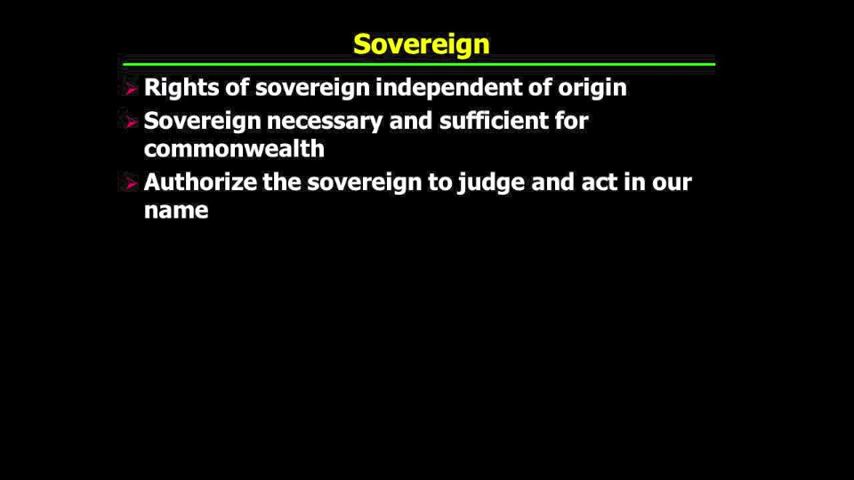 Sovereign
Rights of sovereign independent of origin
Sovereign necessary and sufficient for
commonwealth
Authorize the sovereign to judge and act in our
name